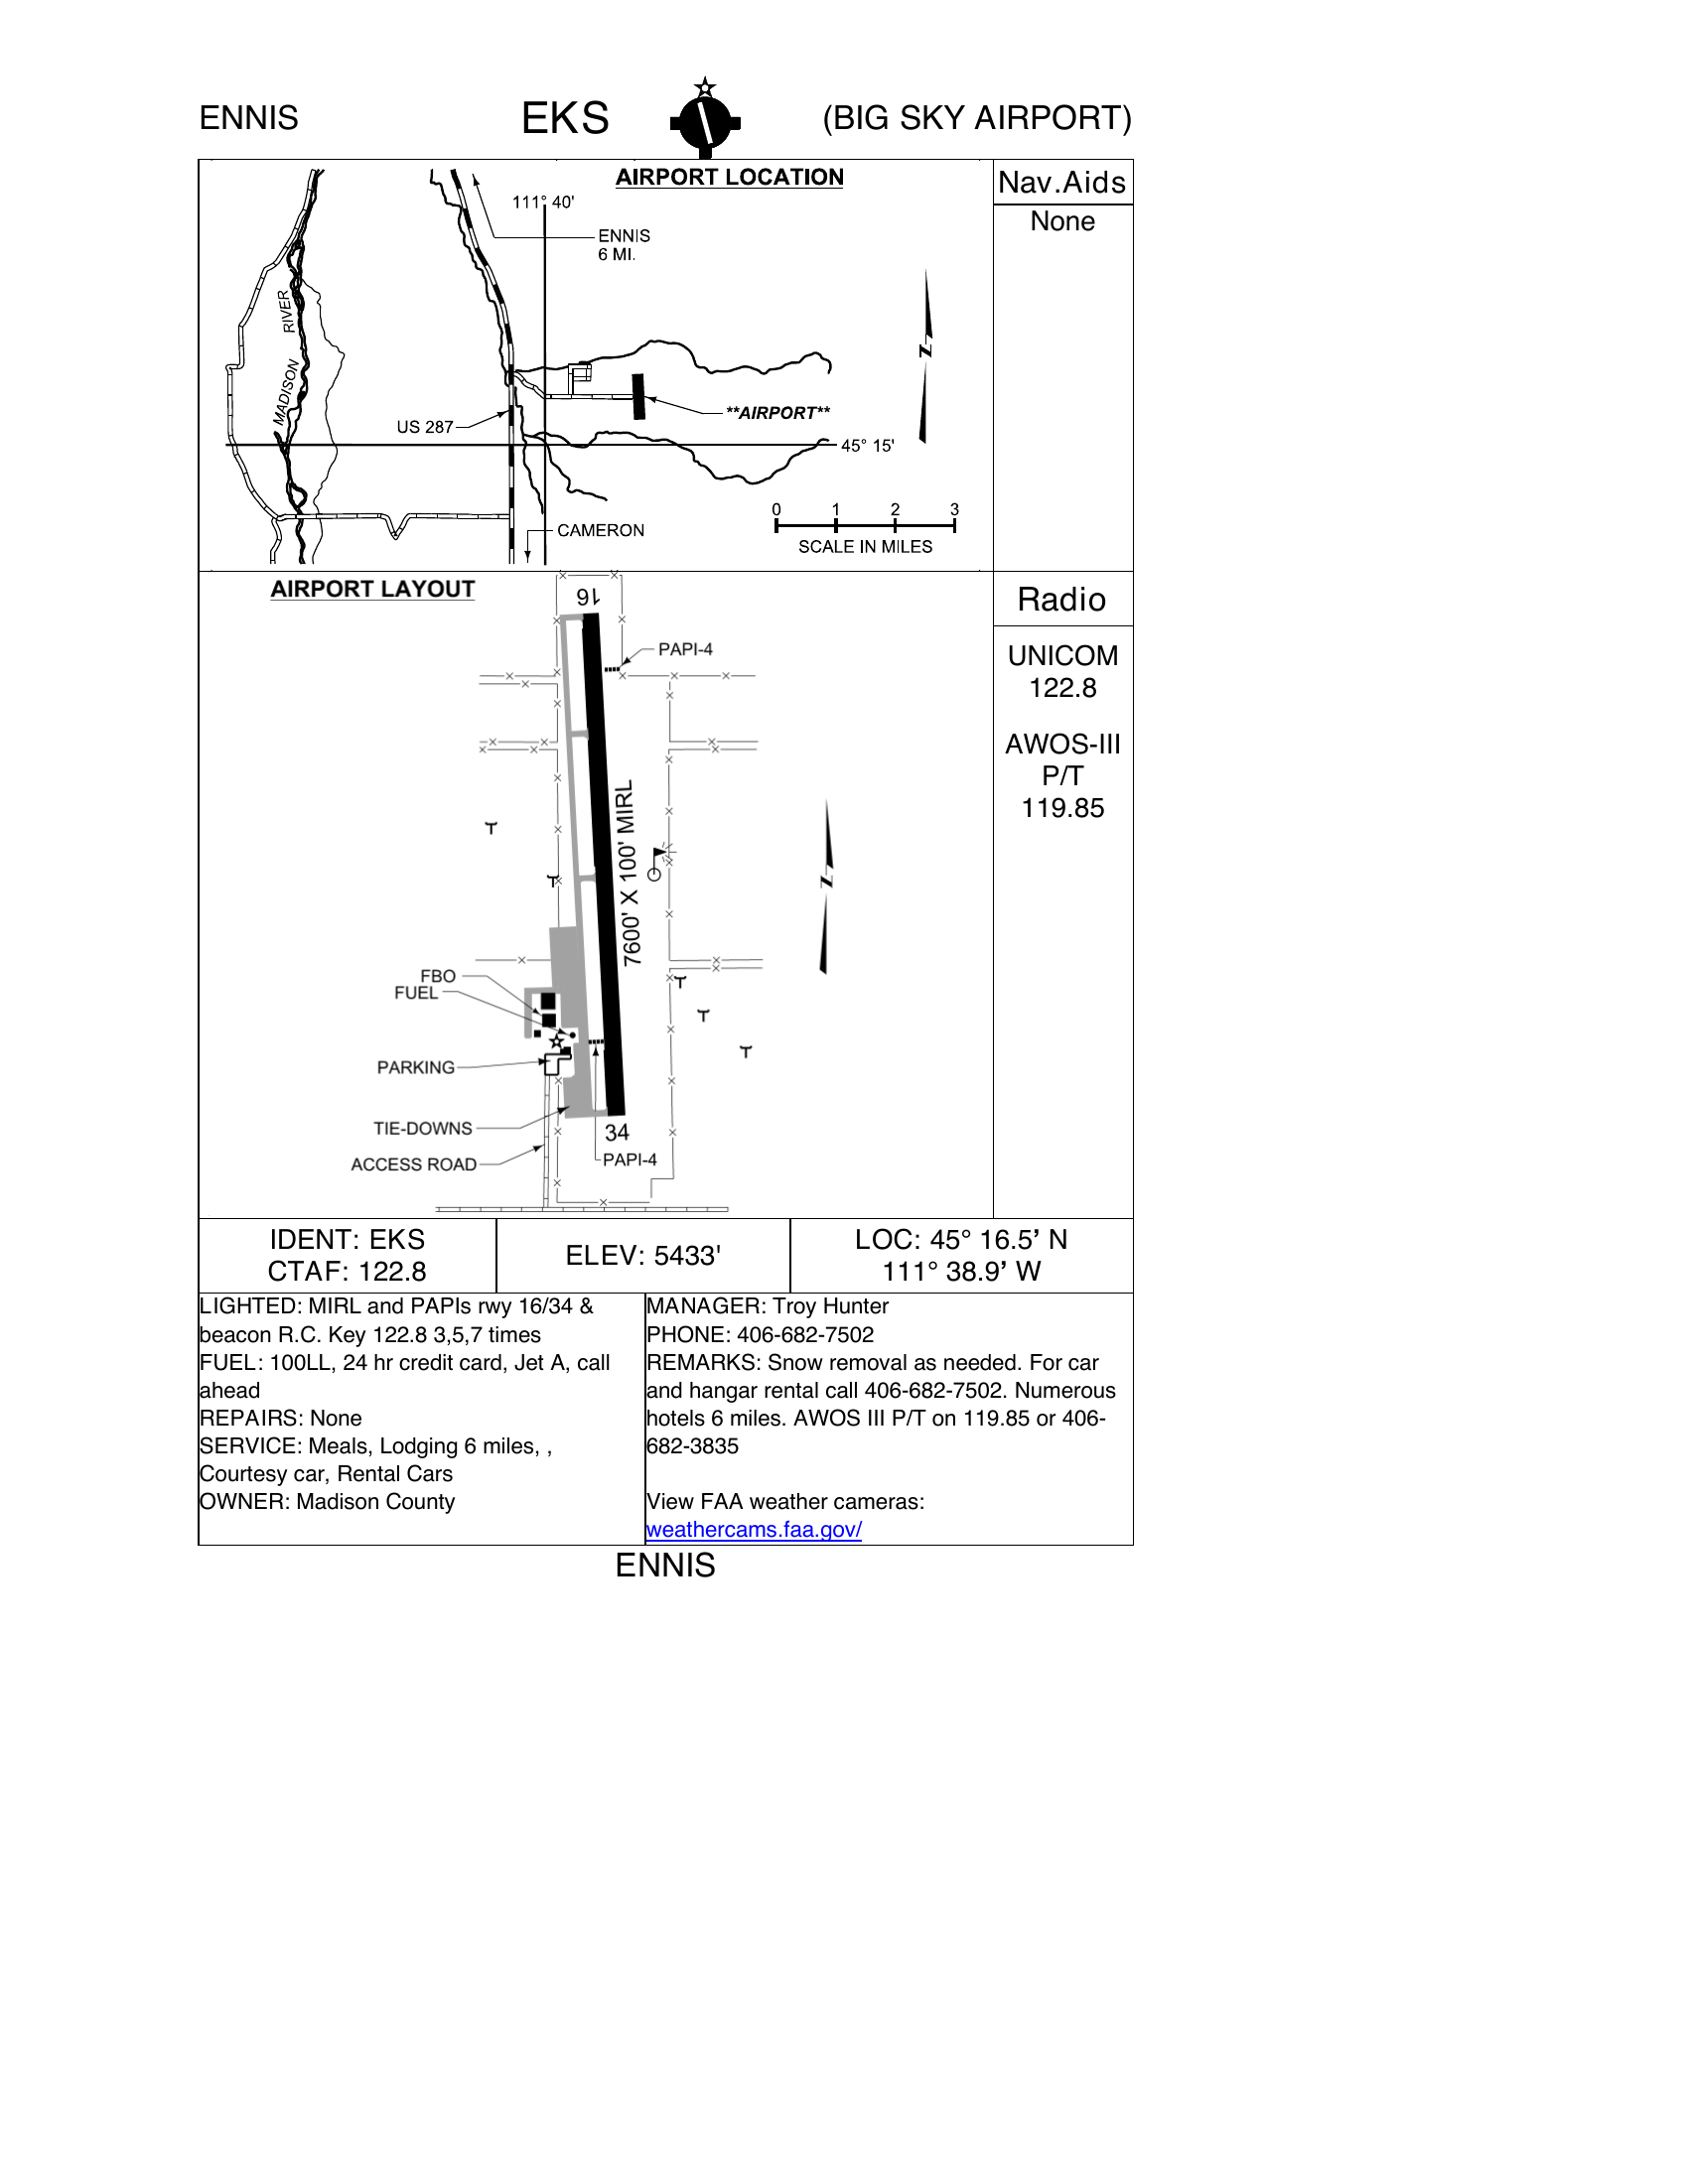 ENNIS EKS (BIG SKY AIRPORT)
AIRPORT LOCATION
Nav.Aids
None
111° 40'
ENNIS
6 MI.
MADISON RIVER
N
**AIRPORT**
US 287
45° 15'
0 1 2 3
SCALE IN MILES
CAMERON
AIRPORT LAYOUT
Radio
UNICOM
122.8
AWOS-III
P/T
119.85
16
PAPI-4
7600' X 100' MIRL
N
FBO
FUEL
PARKING
TIE-DOWNS
34
ACCESS ROAD
PAPI-4
IDENT: EKS
CTAF: 122.8
ELEV: 5433'
LOC: 45° 16.5’ N
111° 38.9’ W
LIGHTED: MIRL and PAPIs rwy 16/34 &
beacon R.C. Key 122.8 3,5,7 times
FUEL: 100LL, 24 hr credit card, Jet A, call
ahead
REPAIRS: None
SERVICE: Meals, Lodging 6 miles, ,
Courtesy car, Rental Cars
OWNER: Madison County
MANAGER: Troy Hunter
PHONE: 406-682-7502
REMARKS: Snow removal as needed. For car
and hangar rental call 406-682-7502. Numerous
hotels 6 miles. AWOS III P/T on 119.85 or 406-
682-3835
View FAA weather cameras:
weathercams.faa.gov/
ENNIS